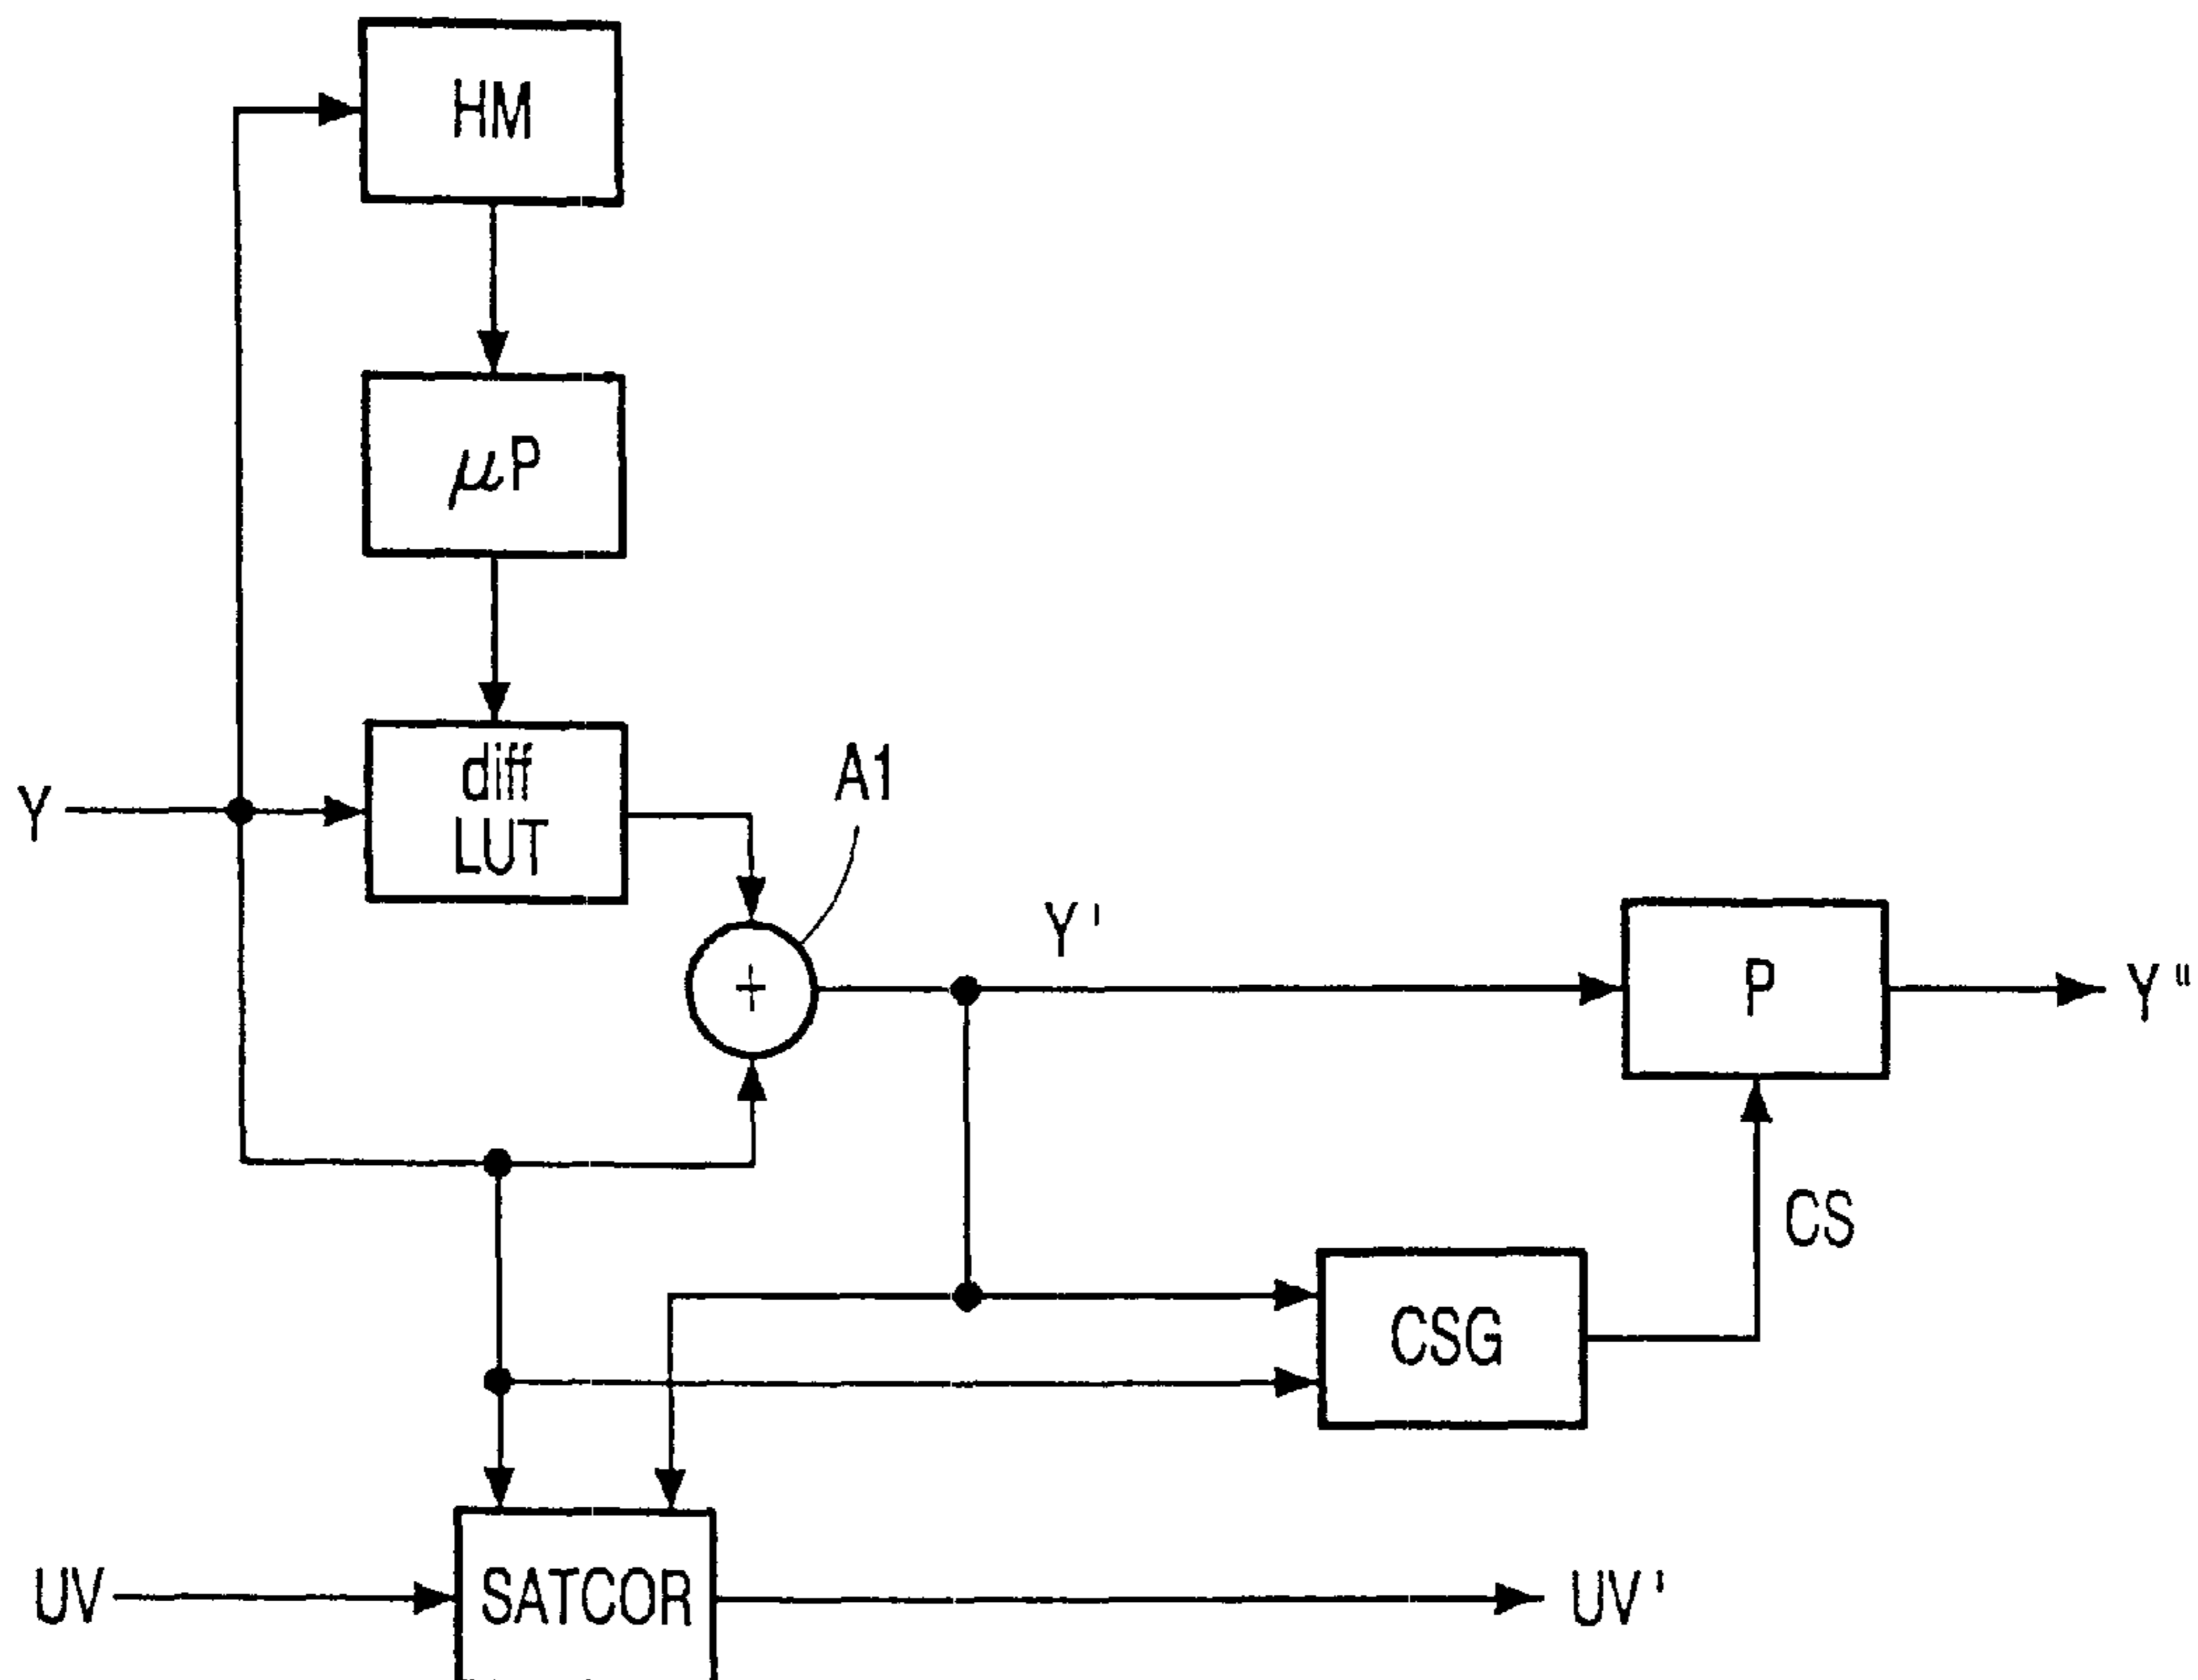 HM
μP
diff
LUT
Y
A1
Y'
P
Y"
CS
CSG
UV
SATCOR
UV'
+